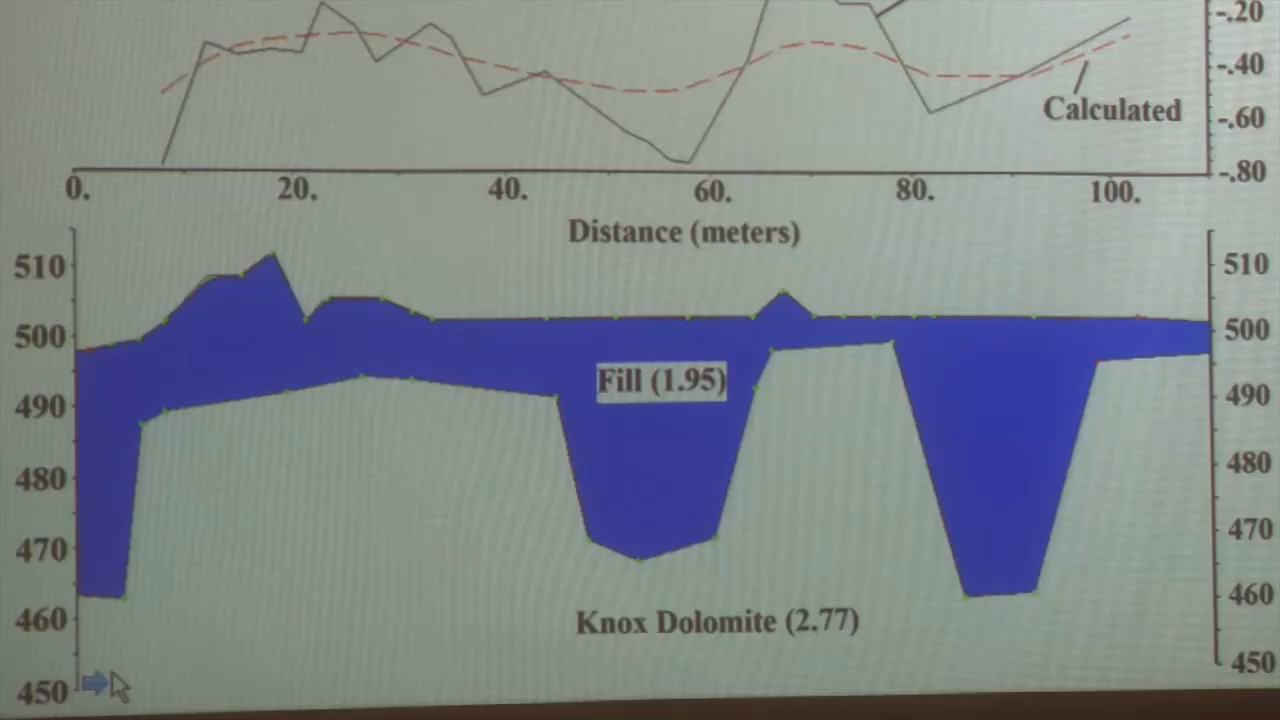 -.20
-.40
Calculated
-.60
-.80
0. 20. 40. 60. 80. 100.
Distance (meters)
510 510
500 500
Fill (1.95)
490 490
480 480
470 470
460 460
Knox Dolomite (2.77)
450 450